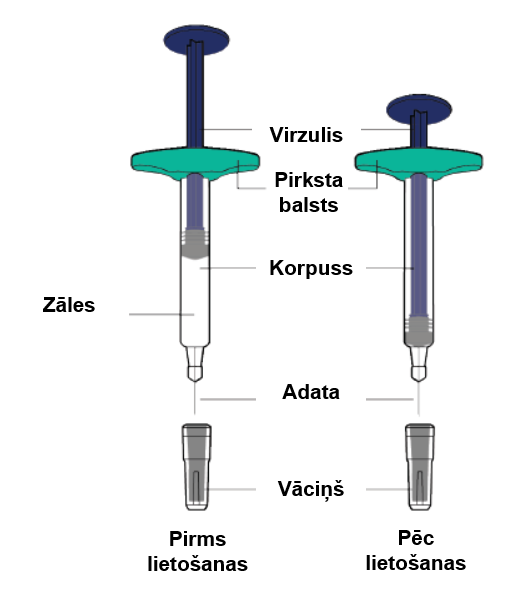 Virzulis
Pirksta
balsts
Korpuss
Zāles
Adata
Vāciņš
Pirms
lietošanas
Pēc
lietošanas